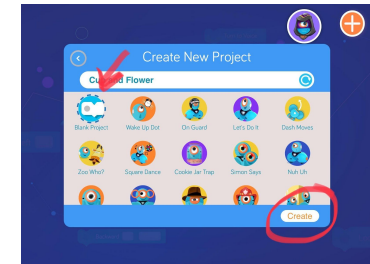 Create New Project
Flower
Blank Project
Wake Up Dot
On Guard
Let's Do It
Dash Moves
Zoo Who?
Square Dance
Cookie Jar Trap
Simon Says
Nuh Uh
Create